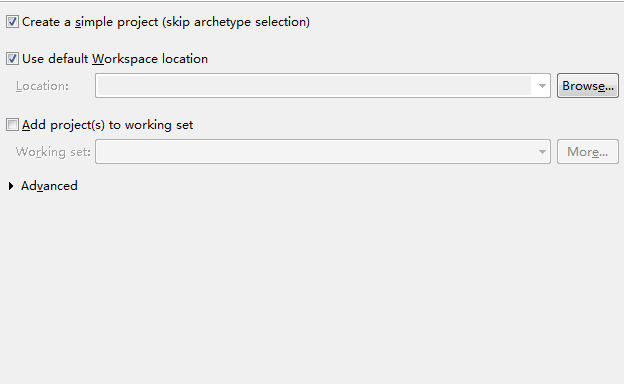 Create a simple project (skip archetype selection)
Use default Workspace location
Location: Browse...
Add project(s) to working set
Working set: More...
Advanced